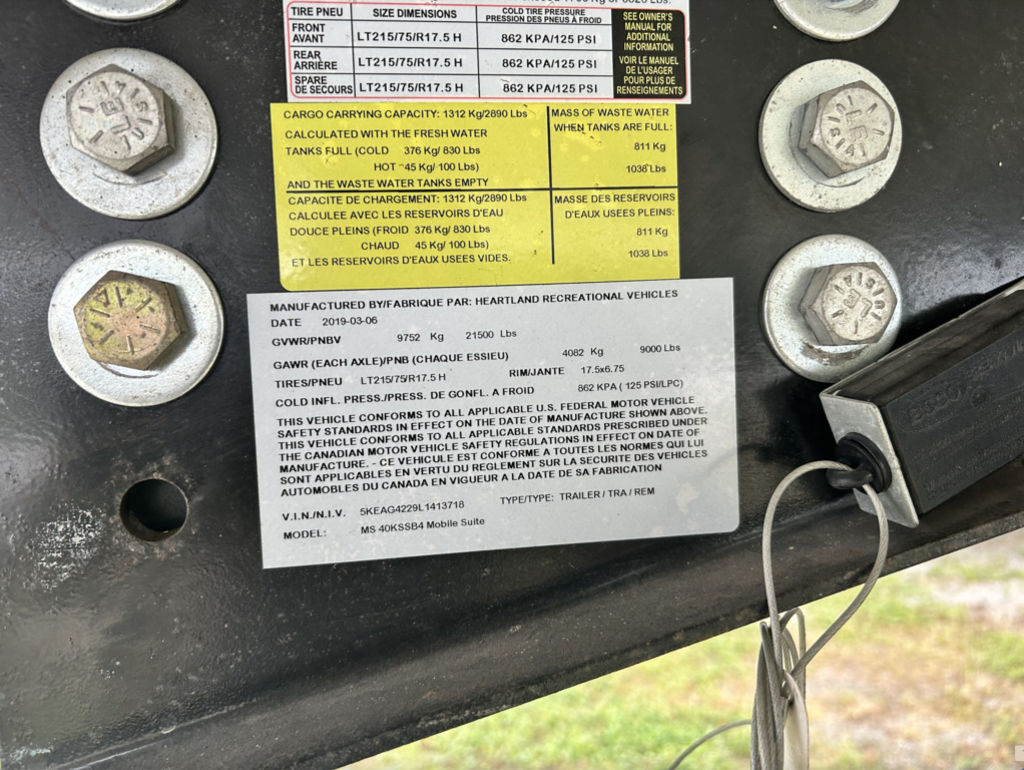 TIRE PNEU SIZE DIMENSIONS COLD TIRE PRESSURE PRESSION DES PNEUS À FROID
FRONT AVANT LT215/75/R17.5 H 862 KPA/125 PSI
REAR ARRIÈRE LT215/75/R17.5 H 862 KPA/125 PSI
SPARE DE SECOURS LT215/75/R17.5 H 862 KPA/125 PSI
SEE OWNER'S
MANUAL FOR
ADDITIONAL
INFORMATION
VOIR LE MANUEL
DE L'USAGER
POUR PLUS DE
RENSEIGNEMENTS
CARGO CARRYING CAPACITY: 1312 Kg/2890 Lbs
CALCULATED WITH THE FRESH WATER
TANKS FULL (COLD 376 Kg/ 830 Lbs
HOT 45 Kg/ 100 Lbs)
AND THE WASTE WATER TANKS EMPTY
MASS OF WASTE WATER
WHEN TANKS ARE FULL:
811 Kg
1038 Lbs
CAPACITE DE CHARGEMENT: 1312 Kg/2890 Lbs
CALCULEE AVEC LES RESERVOIRS D'EAU
DOUCE PLEINS (FROID 376 Kg/ 830 Lbs
CHAUD 45 Kg/ 100 Lbs)
ET LES RESERVOIRS D'EAUX USEES VIDES.
MASSE DES RESERVOIRS
D'EAUX USEES PLEINS:
811 Kg
1038 Lbs
MANUFACTURED BY/FABRIQUE PAR: HEARTLAND RECREATIONAL VEHICLES
DATE 2019-03-06
GVWR/PNBV 9752 Kg 21500 Lbs
GAWR (EACH AXLE)/PNB (CHAQUE ESSIEU) 4082 Kg 9000 Lbs
TIRES/PNEU LT215/75/R17.5 H RIM/JANTE 17.5x6.75
COLD INFL. PRESS./PRESS. DE GONFL. A FROID 862 KPA ( 125 PSI/LPC)
THIS VEHICLE CONFORMS TO ALL APPLICABLE U.S. FEDERAL MOTOR VEHICLE
SAFETY STANDARDS IN EFFECT ON THE DATE OF MANUFACTURE SHOWN ABOVE.
THIS VEHICLE CONFORMS TO ALL APPLICABLE STANDARDS PRESCRIBED UNDER
THE CANADIAN MOTOR VEHICLE SAFETY REGULATIONS IN EFFECT ON DATE OF
MANUFACTURE. - CE VEHICULE EST CONFORME A TOUTES LES NORMES QUI LUI
SONT APPLICABLES EN VERTU DU REGLEMENT SUR LA SECURITE DES VEHICLES
AUTOMOBILES DU CANADA EN VIGUEUR A LA DATE DE SA FABRICATION
V.I.N./N.I.V. 5KEAG4229L1413718 TYPE/TYPE: TRAILER / TRA / REM
MODEL: MS 40KSSB4 Mobile Suite